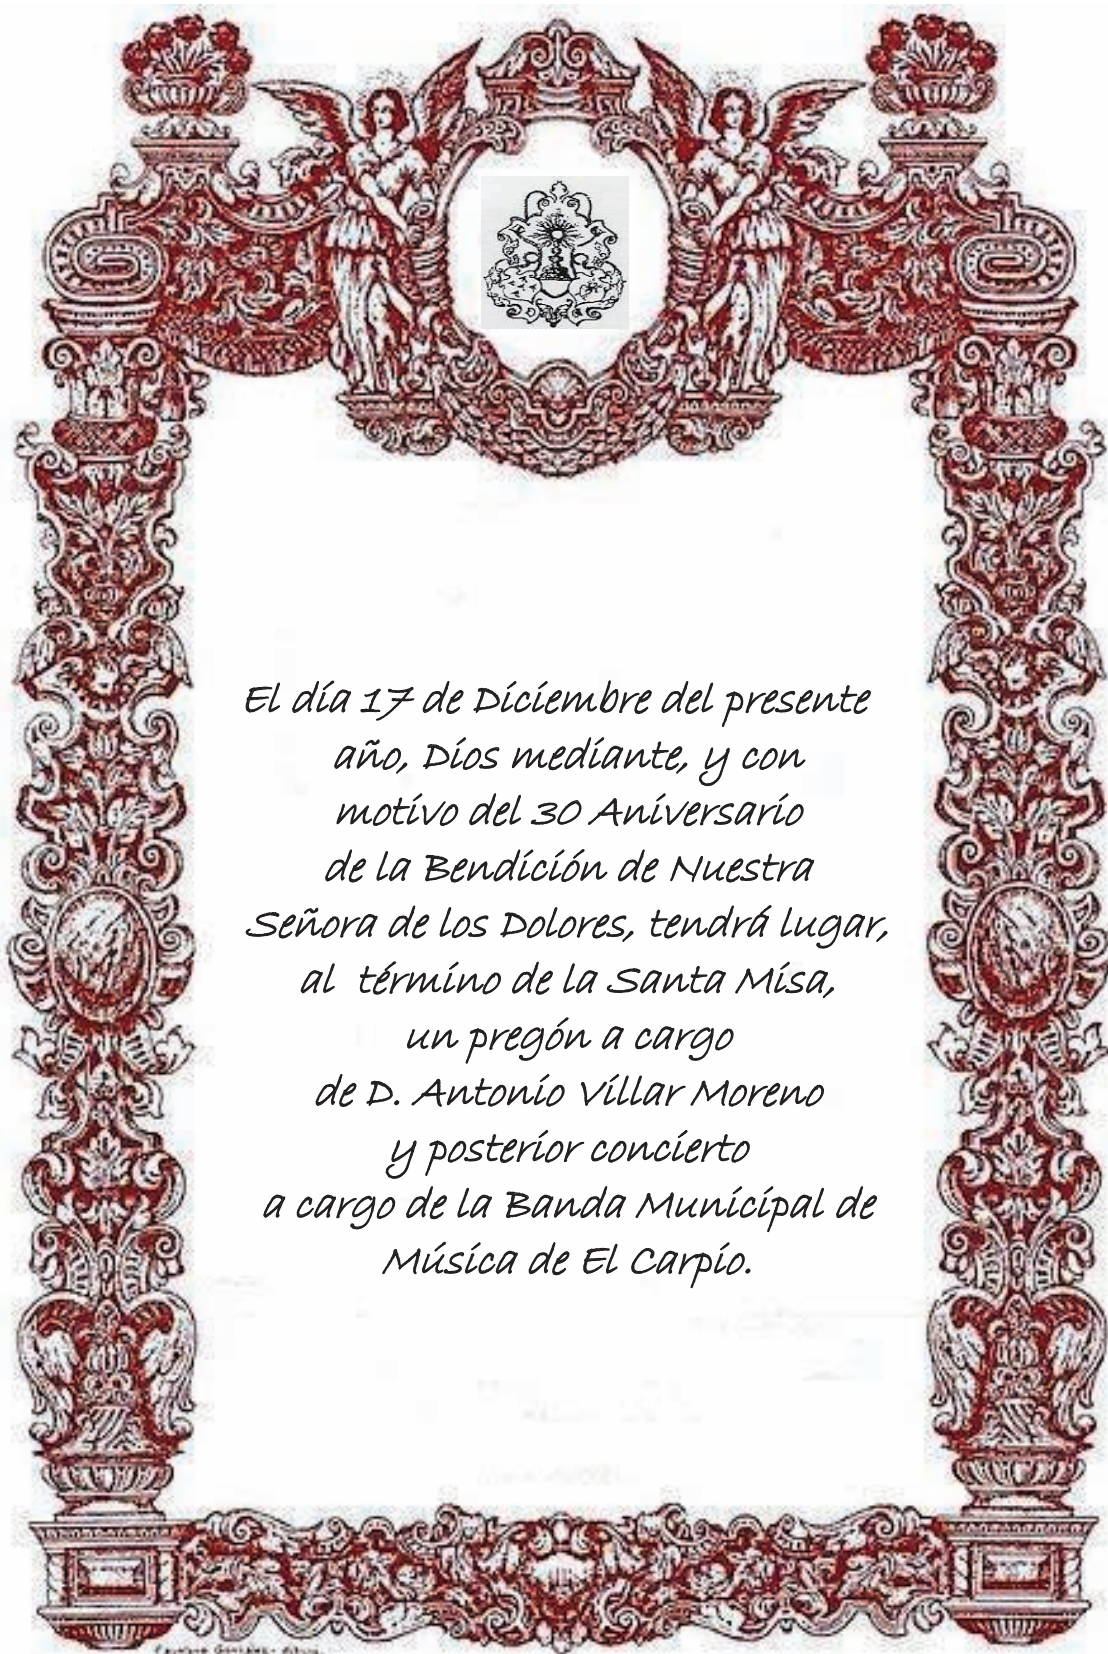 El día 17 de Diciembre del presente
año, Dios mediante, y con
motivo del 30 Aniversario
de la Bendición de Nuestra
Señora de los Dolores, tendrá lugar,
al término de la Santa Misa,
un pregón a cargo
de D. Antonio Villar Moreno
y posterior concierto
a cargo de la Banda Municipal de
Música de El Carpio.